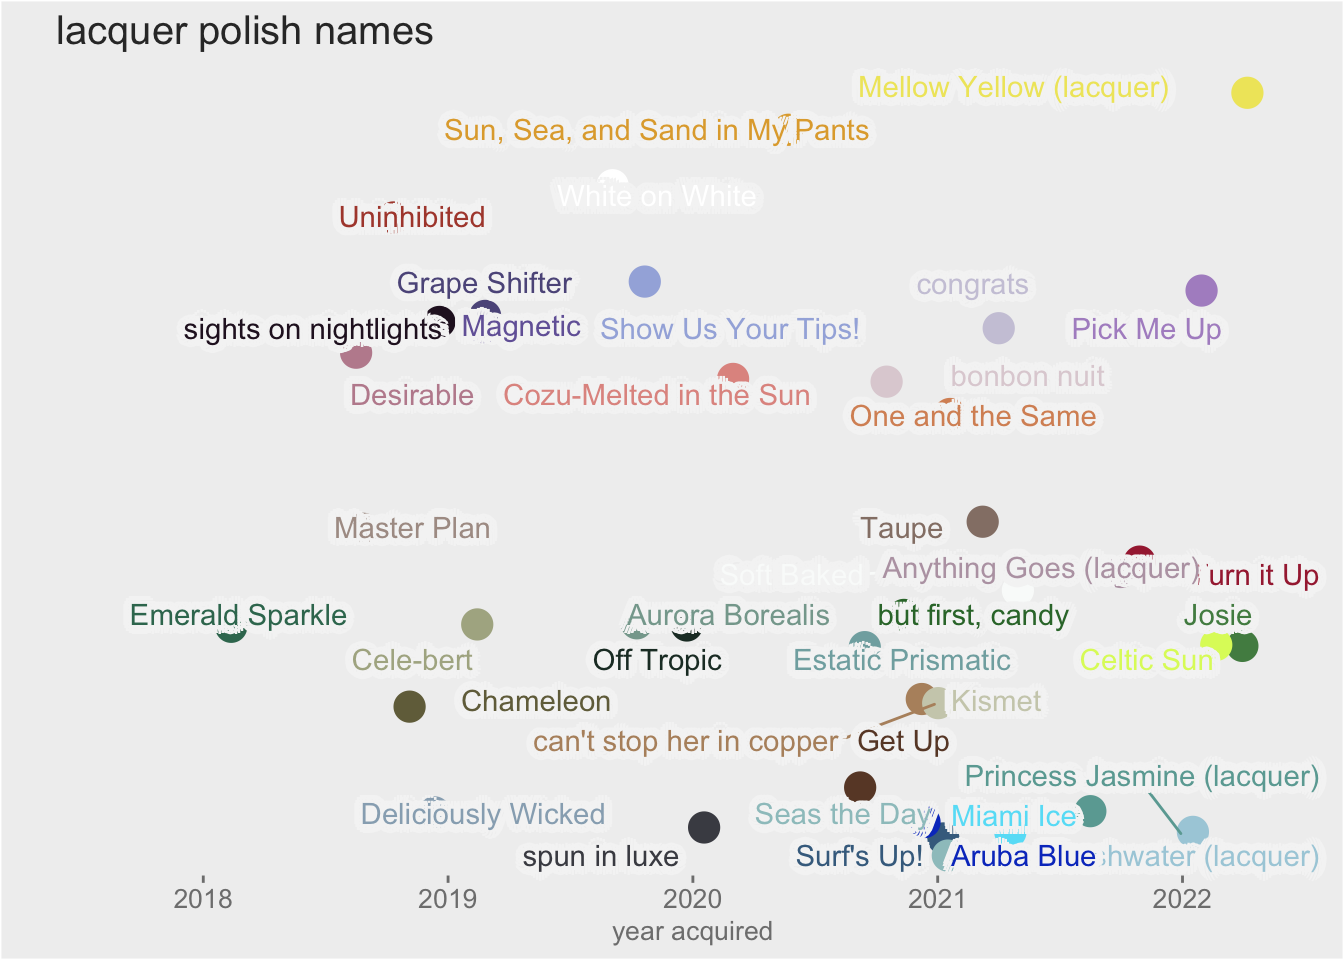 lacquer polish names
Mellow Yellow (lacquer)
Sun, Sea, and Sand in My Pants
White on White
Uninhibited
Grape Shifter
congrats
sights on nightlights
Magnetic
Show Us Your Tips!
Pick Me Up
bonbon nuit
Desirable
Cozu-Melted in the Sun
One and the Same
Master Plan
Taupe
Soft Baked
Anything Goes (lacquer)
urn it Up
Emerald Sparkle
Aurora Borealis
but first, candy
Josie
Cele-bert
Off Tropic
Estatic Prismatic
Celtic Sun
Chameleon
Kismet
can't stop her in copper
Get Up
Princess Jasmine (lacquer)
Deliciously Wicked
Seas the Day
Miami Ice
spun in luxe
Surf's Up!
Aruba Blue
hwater (lacquer)
2018
2019
2020
2021
2022
year acquired